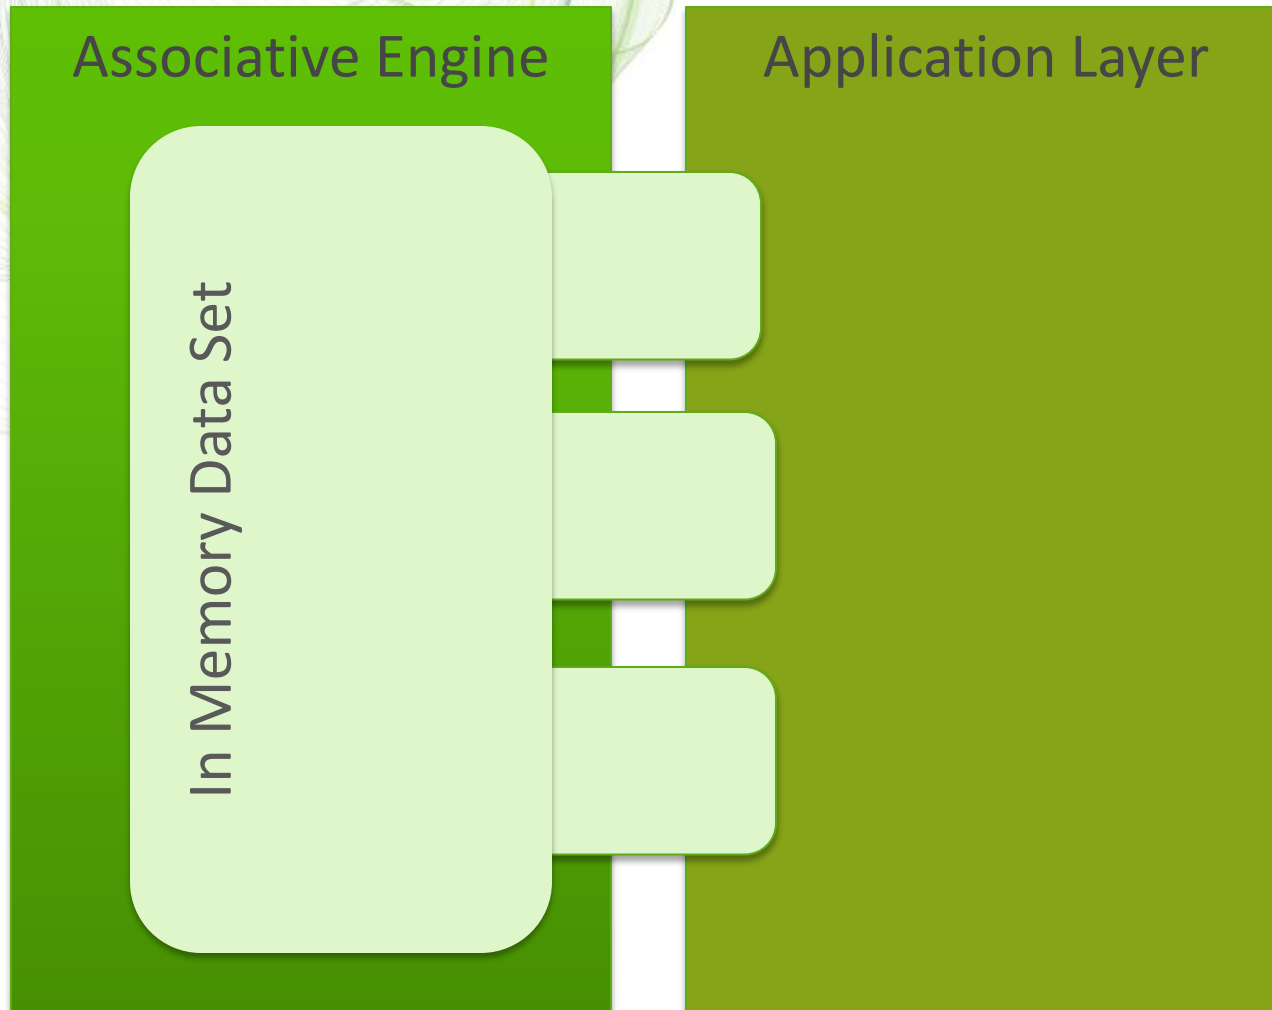 Associative Engine
Application Layer
In Memory Data Set